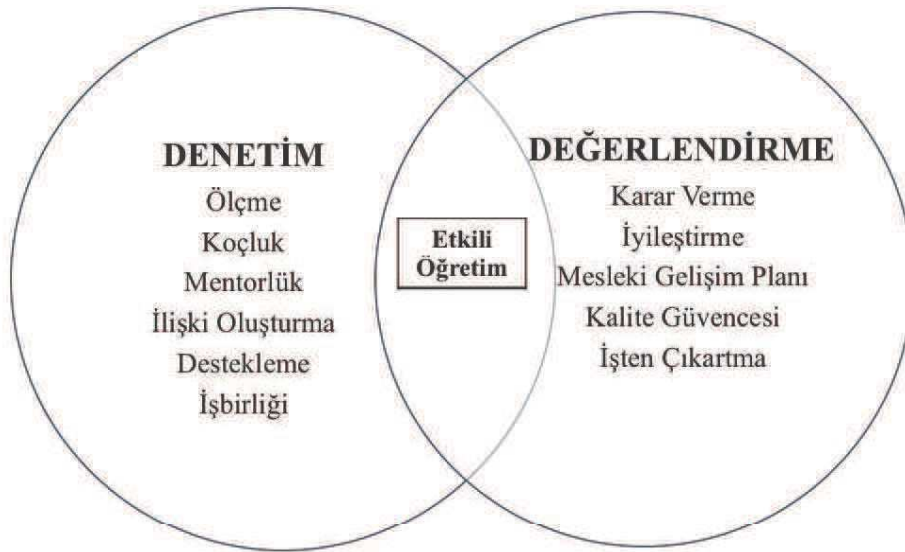 DENETİM
Ölçme
Koçluk
Mentorlük
İlişki Oluşturma
Destekleme
İşbirliği
Etkili
Öğretim
DEĞERLENDİRME
Karar Verme
İyileştirme
Mesleki Gelişim Planı
Kalite Güvencesi
İşten Çıkartma